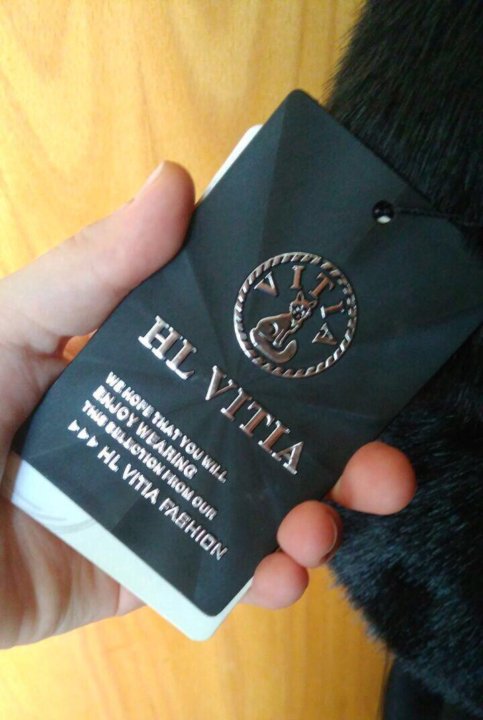 VITIA
HL VITIA
WE HOPE THAT YOU WILL
ENJOY WEARING
THIS SELECTION FROM OUR
▶▶▶ HL VITIA FASHION